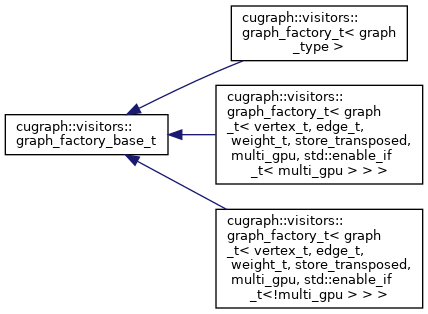 cugraph::visitors::
graph_factory_t< graph
_type >
cugraph::visitors::
graph_factory_base_t
cugraph::visitors::
graph_factory_t< graph
_t< vertex_t, edge_t,
weight_t, store_transposed,
multi_gpu, std::enable_if
_t< multi_gpu > > >
cugraph::visitors::
graph_factory_t< graph
_t< vertex_t, edge_t,
weight_t, store_transposed,
multi_gpu, std::enable_if
_t<!multi_gpu > > >